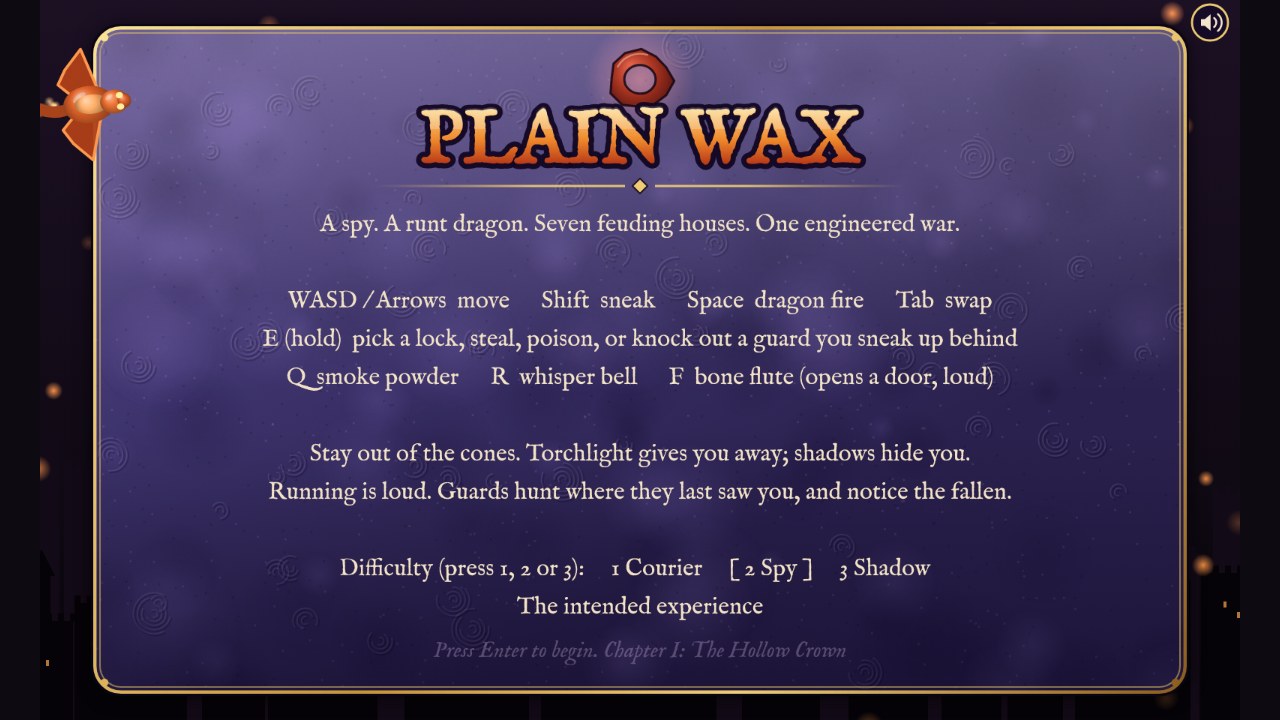 PLAIN WAX
A spy. A runt dragon. Seven feuding houses. One engineered war.
WASD / Arrows move Shift sneak Space dragon fire Tab swap
E (hold) pick a lock, steal, poison, or knock out a guard you sneak up behind
Q smoke powder R whisper bell F bone flute (opens a door, loud)
Stay out of the cones. Torchlight gives you away; shadows hide you.
Running is loud. Guards hunt where they last saw you, and notice the fallen.
Difficulty (press 1, 2 or 3): 1 Courier [ 2 Spy ] 3 Shadow
The intended experience
Press Enter to begin. Chapter I: The Hollow Crown